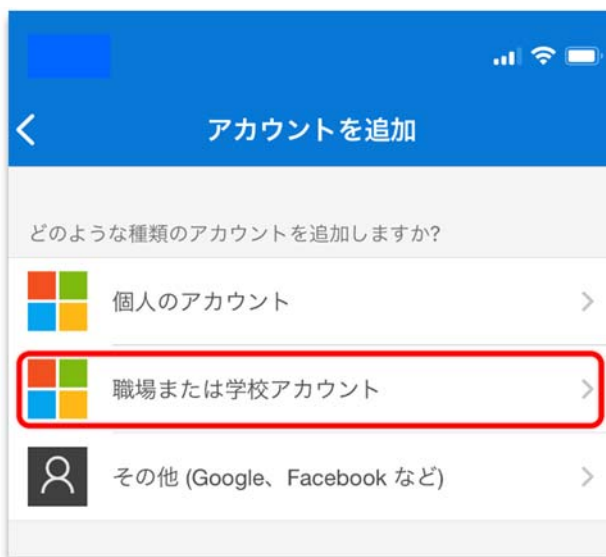 アカウントを追加
どのような種類のアカウントを追加しますか?
個人のアカウント
職場または学校アカウント
その他 (Google、Facebook など)